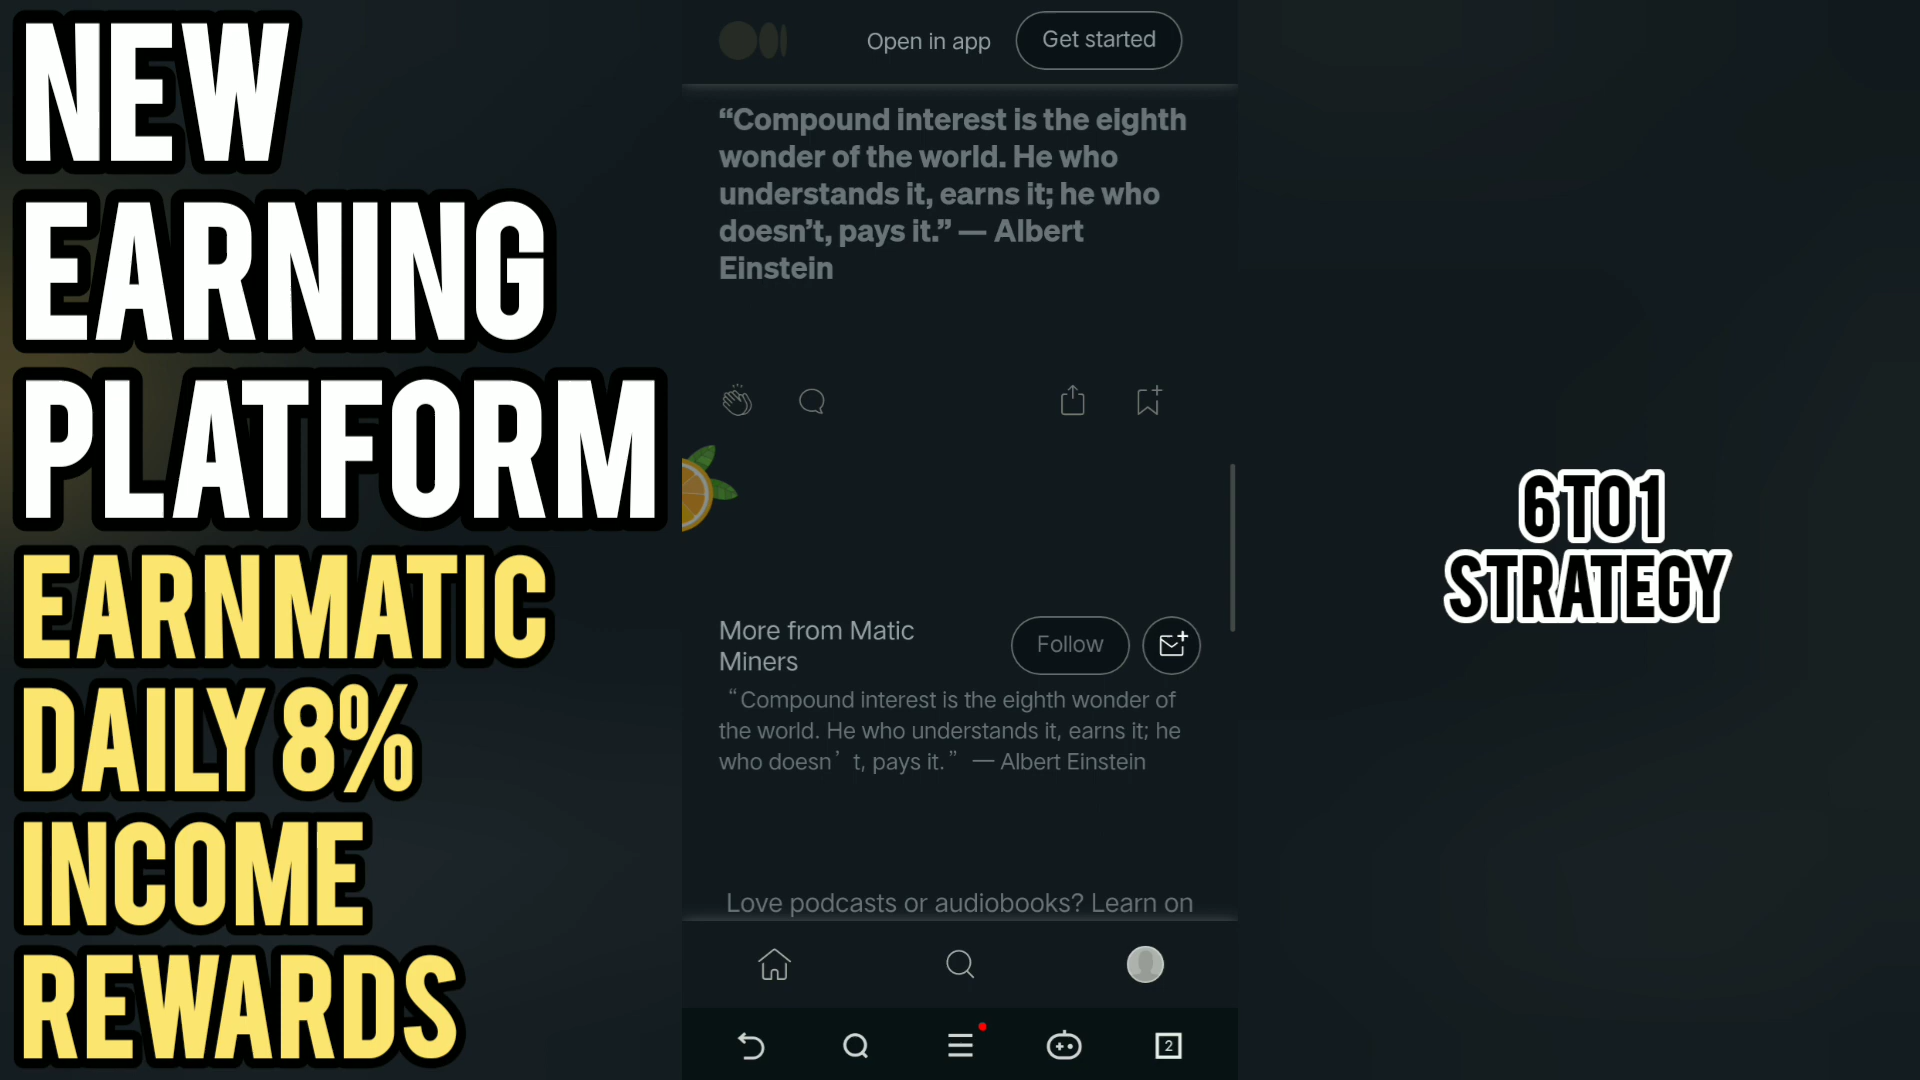 NEW
EARNING
PLATFORM
EARN MATIC
DAILY 8%
INCOME
REWARDS
Open in app
Get started
“Compound interest is the eighth
wonder of the world. He who
understands it, earns it; he who
doesn’t, pays it.” — Albert
Einstein
More from Matic
Miners
Follow
“Compound interest is the eighth wonder of
the world. He who understands it, earns it; he
who doesn’t, pays it.” — Albert Einstein
Love podcasts or audiobooks? Learn on
2
6TO1
STRATEGY